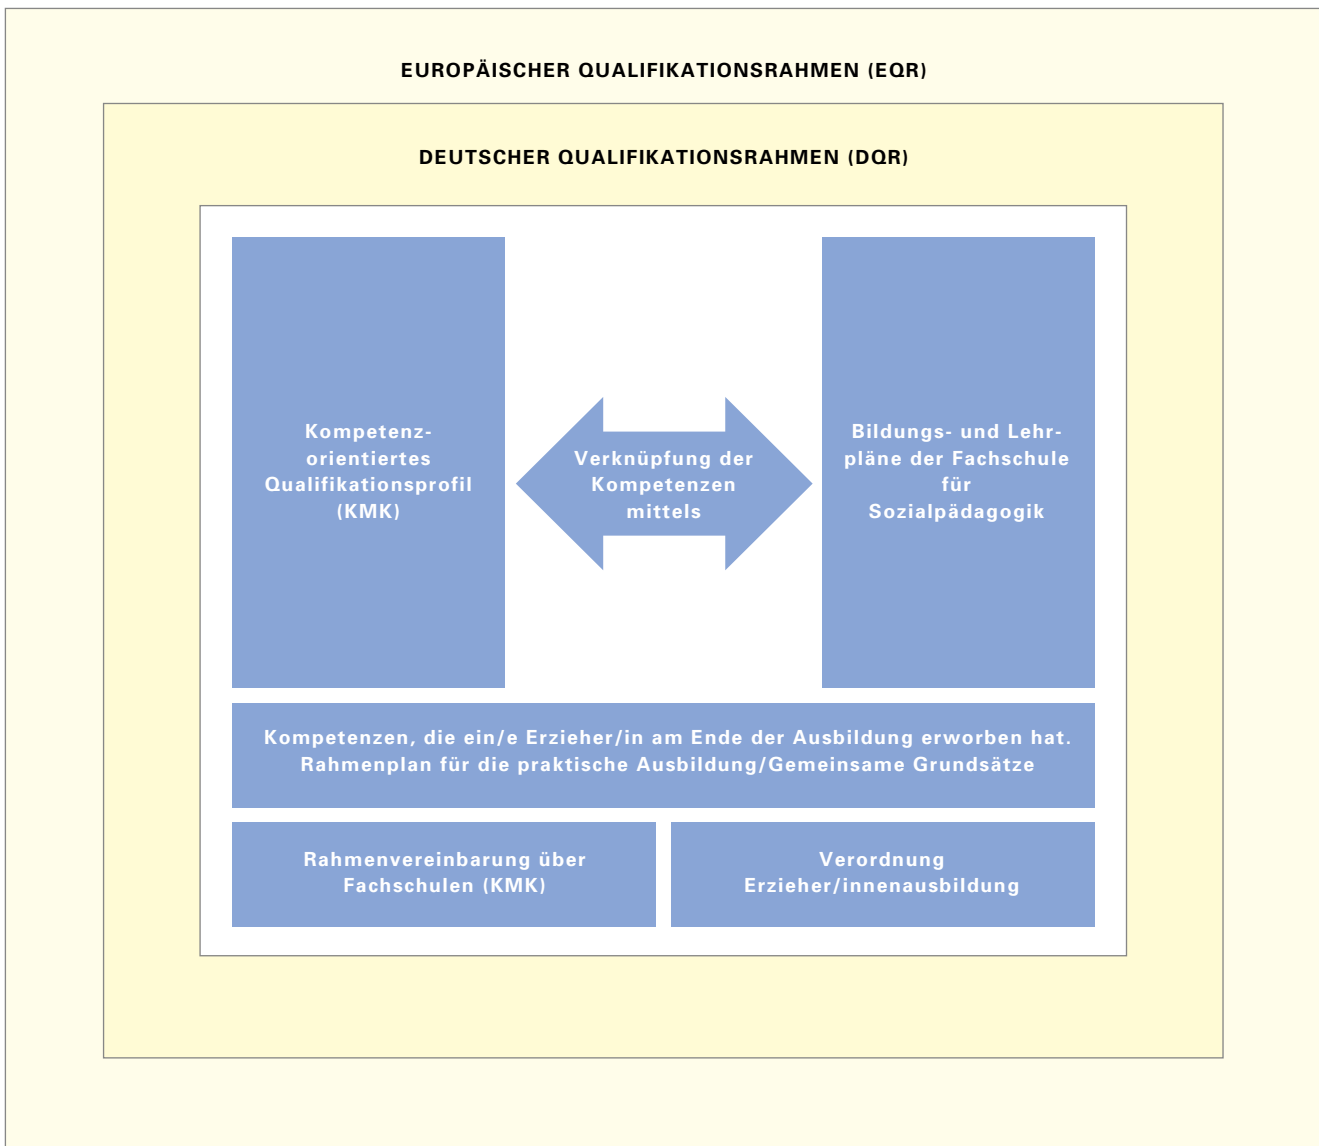 EUROPÄISCHER QUALIFIKATIONSRAHMEN (EQR)
DEUTSCHER QUALIFIKATIONSRAHMEN (DQR)
Kompetenz-
orientiertes
Qualifikationsprofil
(KMK)
Verknüpfung der
Kompetenzen
mittels
Bildungs- und Lehr-
pläne der Fachschule
für
Sozialpädagogik
Kompetenzen, die ein/e Erzieher/in am Ende der Ausbildung erworben hat.
Rahmenplan für die praktische Ausbildung/Gemeinsame Grundsätze
Rahmenvereinbarung über
Fachschulen (KMK)
Verordnung
Erzieher/innenausbildung